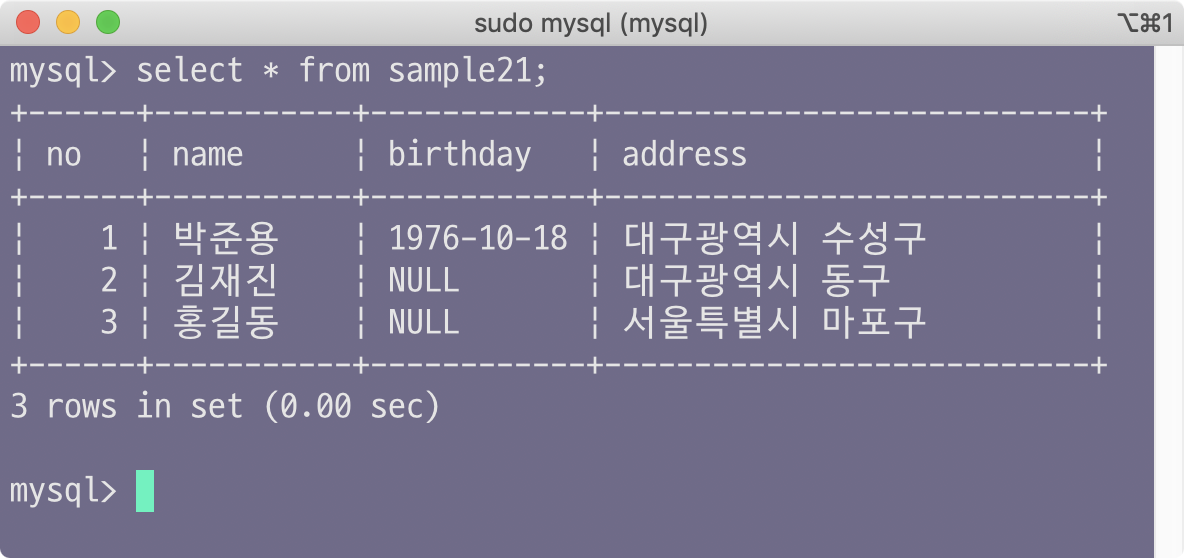 sudo mysql (mysql) ⌥⌘1
mysql> select * from sample21;
+------+-----------+------------+---------------------------+
¦ no   ¦ name      ¦ birthday   ¦ address                   ¦
+------+-----------+------------+---------------------------+
¦    1 ¦ 박준용    ¦ 1976-10-18 ¦ 대구광역시 수성구         ¦
¦    2 ¦ 김재진    ¦ NULL       ¦ 대구광역시 동구           ¦
¦    3 ¦ 홍길동    ¦ NULL       ¦ 서울특별시 마포구         ¦
+------+-----------+------------+---------------------------+
3 rows in set (0.00 sec)
mysql>